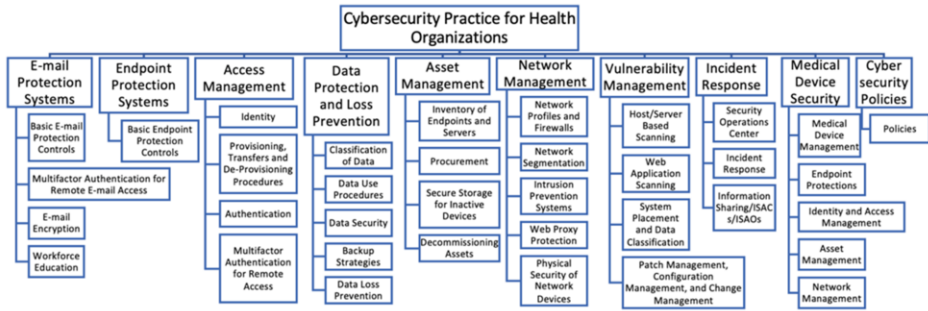 Cybersecurity Practice for Health
Organizations
E-mail
Protection
Systems
Basic E-mail
Protection
Controls
Multifactor Authentication for
Remote E-mail Access
E-mail
Encryption
Workforce
Education
Endpoint
Protection
Systems
Basic Endpoint
Protection
Controls
Access
Management
Identity
Provisioning,
Transfers and
De-Provisioning
Procedures
Authentication
Multifactor
Authentication
for Remote
Access
Data
Protection
and Loss
Prevention
Classification
of Data
Data Use
Procedures
Data Security
Backup
Strategies
Data Loss
Prevention
Asset
Management
Inventory of
Endpoints and
Servers
Procurement
Secure Storage
for Inactive
Devices
Decommissioning
Assets
Network
Management
Network
Profiles and
Firewalls
Network
Segmentation
Intrusion
Prevention
Systems
Web Proxy
Protection
Physical
Security of
Network
Devices
Vulnerability
Management
Host/Server
Based
Scanning
Web
Application
Scanning
System
Placement
and Data
Classification
Patch Management,
Configuration
Management, and Change
Management
Incident
Response
Security
Operations
Center
Incident
Response
Information
Sharing/ISAC
s/ISAOs
Medical
Device
Security
Medical
Device
Management
Endpoint
Protections
Identity and Access
Management
Asset
Management
Network
Management
Cyber
security
Policies
Policies